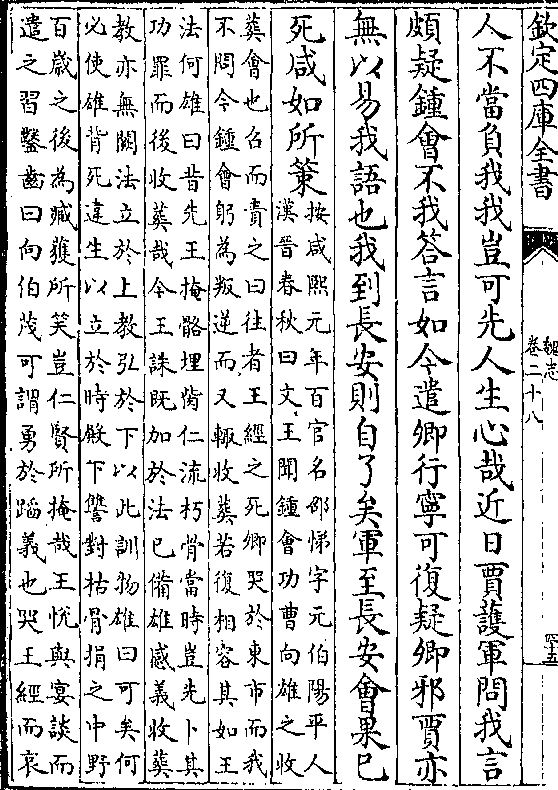 欽定四庫全書
魏志
卷二十八
四十五
人不當負我我豈可先人生心哉近日賈護軍問我言
頗疑鍾會不我答言如今遣卿行寧可復疑卿邪賈亦
無以易我語也我到長安則自了矣軍至長安會果已
死咸如所策
按咸熙元年百官名邵悌字元伯陽平人
漢晉春秋曰文王聞鍾會功曹向雄之收
葬會也召而責之曰往者王經之死卿哭於東市而我
不問今鍾會躬為叛逆而又輒收葬若復相容其如王
法何雄曰昔先王掩骼埋胔仁流朽骨當時豈先卜其
功罪而後收葬哉今王誅既加於法已備雄感義收葬
教亦無闕法立於上教弘於下以此訓物雄曰可矣何
必使雄背死違生以立於時殿下讐對枯骨捐之中野
百歲之後為臧獲所笑豈仁賢所掩哉王悅與宴談而
遣之習鑿齒曰向伯茂可謂勇於蹈義也哭王經而哀